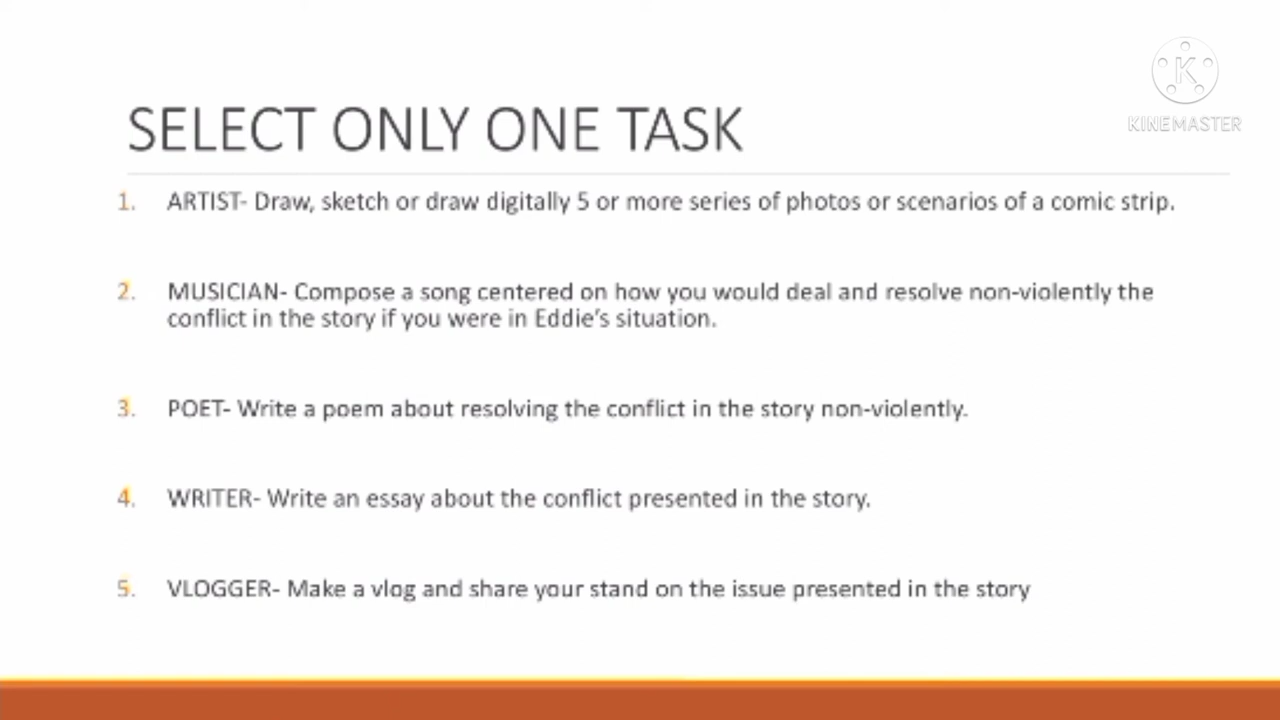 KINEMASTER
SELECT ONLY ONE TASK
1. ARTIST- Draw, sketch or draw digitally 5 or more series of photos or scenarios of a comic strip.
2. MUSICIAN- Compose a song centered on how you would deal and resolve non-violently the
conflict in the story if you were in Eddie's situation.
3. POET- Write a poem about resolving the conflict in the story non-violently.
4. WRITER- Write an essay about the conflict presented in the story.
5. VLOGGER- Make a vlog and share your stand on the issue presented in the story